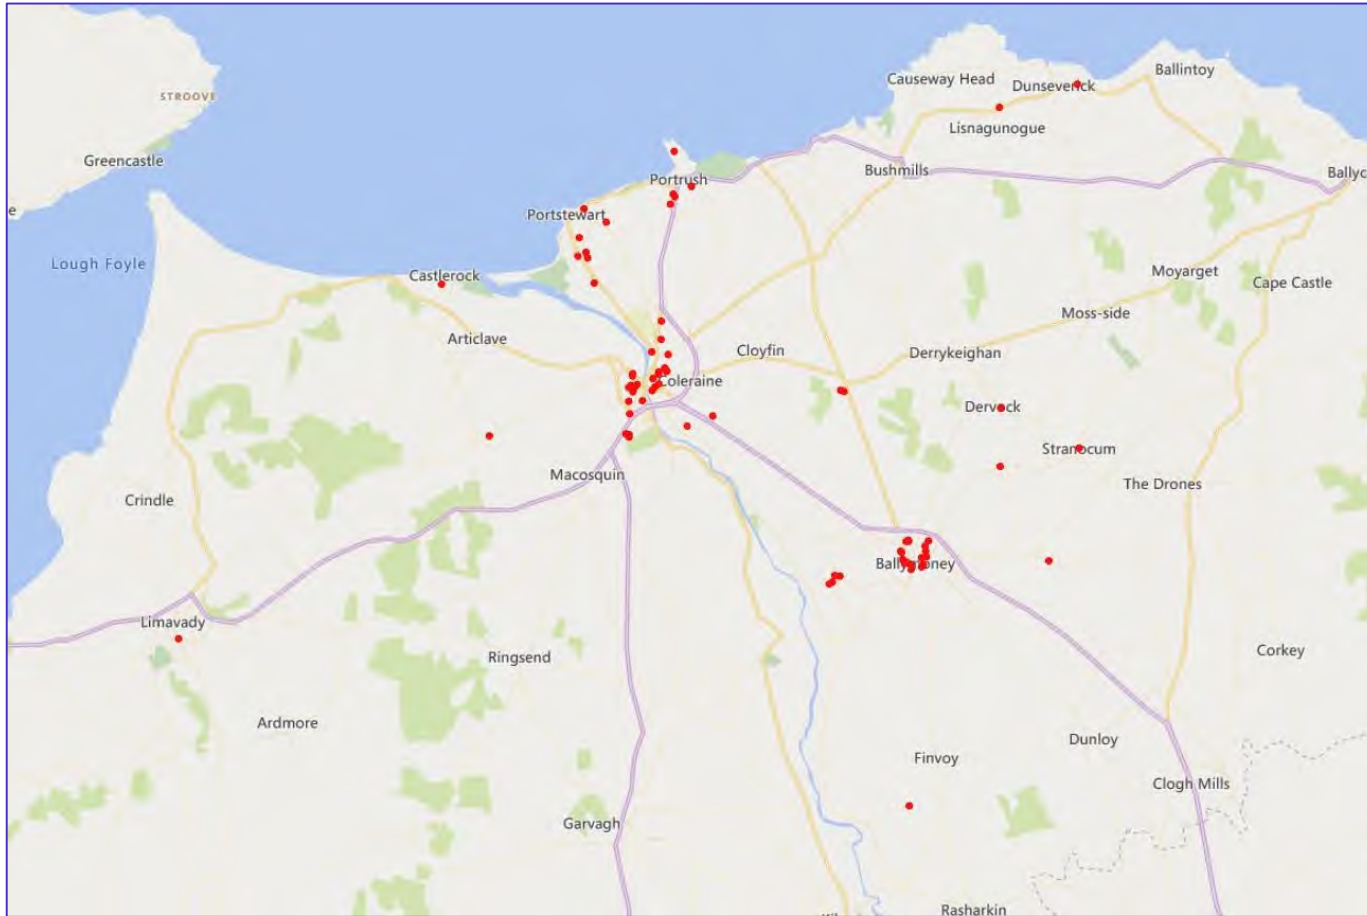 Causeway Head
Dunseverick
Ballintoy
STROOVE
Lisnagunogue
Greencastle
Bushmills
Ballyc
Portrush
e
Portstewart
Lough Foyle
Castlerock
Moyarget
Cape Castle
Moss-side
Articlave
Cloyfin
Derrykeighan
Coleraine
Dervock
Stranocum
Macosquin
The Drones
Crindle
Ballymoney
Limavady
Ringsend
Corkey
Ardmore
Dunloy
Finvoy
Clogh Mills
Garvagh
Rasharkin